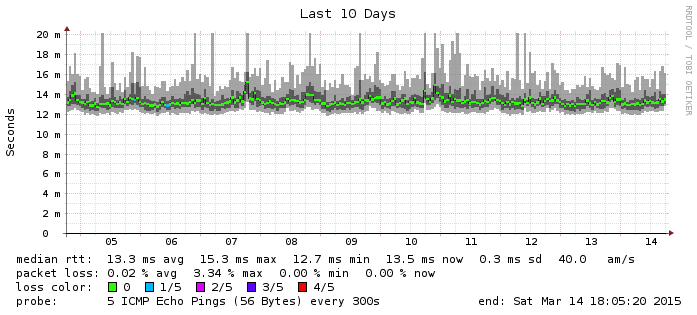 Last 10 Days
RRDTOOL / TOBI OETIKER
Seconds
20 m
18 m
16 m
14 m
12 m
10 m
8 m
6 m
4 m
2 m
0
05 06 07 08 09 10 11 12 13 14
median rtt: 13.3 ms avg 15.3 ms max 12.7 ms min 13.5 ms now 0.3 ms sd 40.0 am/s
packet loss: 0.02 % avg 3.34 % max 0.00 % min 0.00 % now
loss color: 0 1/5 2/5 3/5 4/5
probe: 5 ICMP Echo Pings (56 Bytes) every 300s end: Sat Mar 14 18:05:20 2015